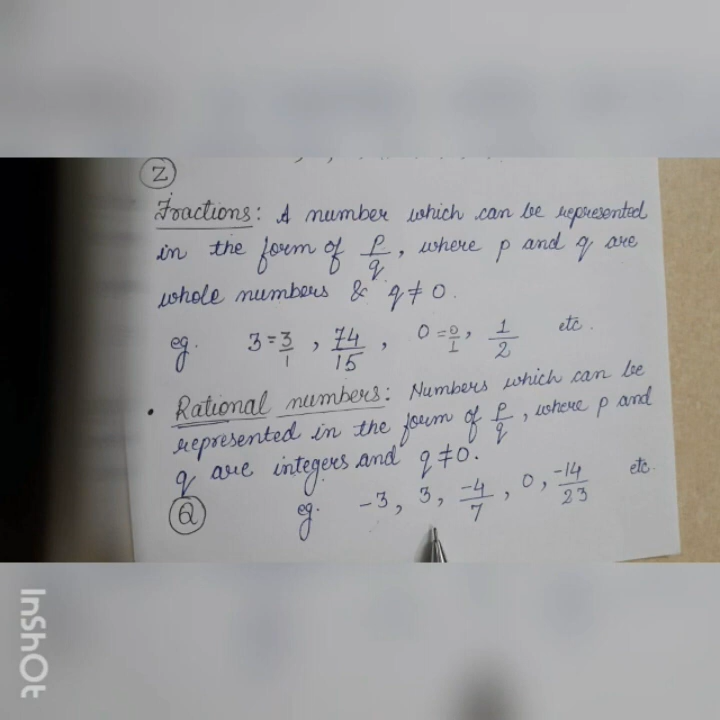 Z
Fractions: A number which can be represented
in the form of p/q, where p and q are
whole numbers & q ≠ 0.
eg. 3 = 3/1, 74/15, 0 = 0/1, 1/2 etc.
• Rational numbers: Numbers which can be
represented in the form of p/q, where p and
q are integers and q ≠ 0.
Q eg. -3, 3, -4/7, 0, -14/23 etc.
InShOt